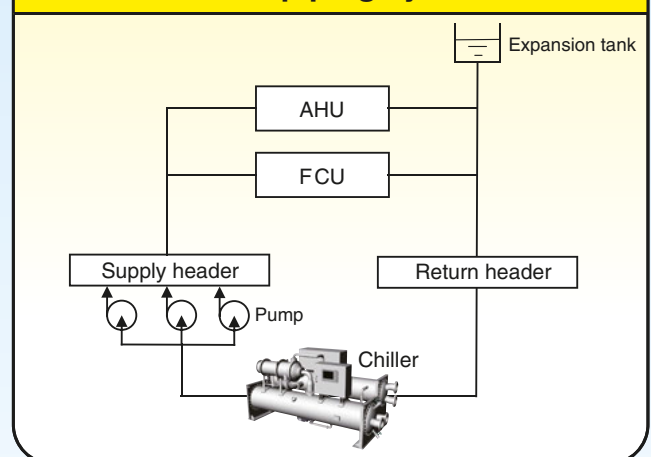 Expansion tank
AHU
FCU
Supply header
Return header
Pump
Chiller